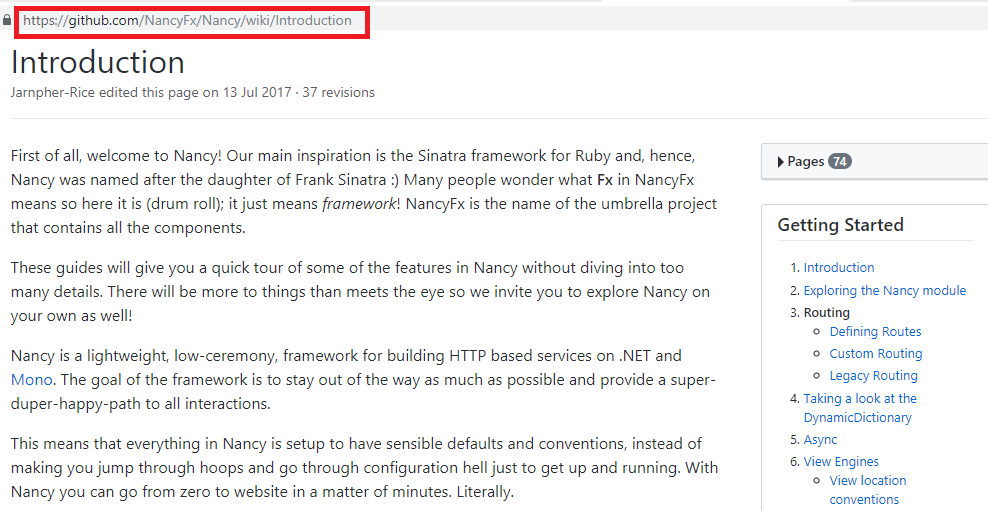 https://github.com/NancyFx/Nancy/wiki/Introduction
Introduction
Jarnpher-Rice edited this page on 13 Jul 2017 · 37 revisions
First of all, welcome to Nancy! Our main inspiration is the Sinatra framework for Ruby and, hence,
Nancy was named after the daughter of Frank Sinatra :) Many people wonder what Fx in NancyFx
means so here it is (drum roll); it just means framework! NancyFx is the name of the umbrella project
that contains all the components.
These guides will give you a quick tour of some of the features in Nancy without diving into too
many details. There will be more to things than meets the eye so we invite you to explore Nancy on
your own as well!
Nancy is a lightweight, low-ceremony, framework for building HTTP based services on .NET and
Mono. The goal of the framework is to stay out of the way as much as possible and provide a super-
duper-happy-path to all interactions.
This means that everything in Nancy is setup to have sensible defaults and conventions, instead of
making you jump through hoops and go through configuration hell just to get up and running. With
Nancy you can go from zero to website in a matter of minutes. Literally.
Pages 74
Getting Started
1. Introduction
2. Exploring the Nancy module
3. Routing
Defining Routes
Custom Routing
Legacy Routing
4. Taking a look at the
DynamicDictionary
5. Async
6. View Engines
View location
conventions